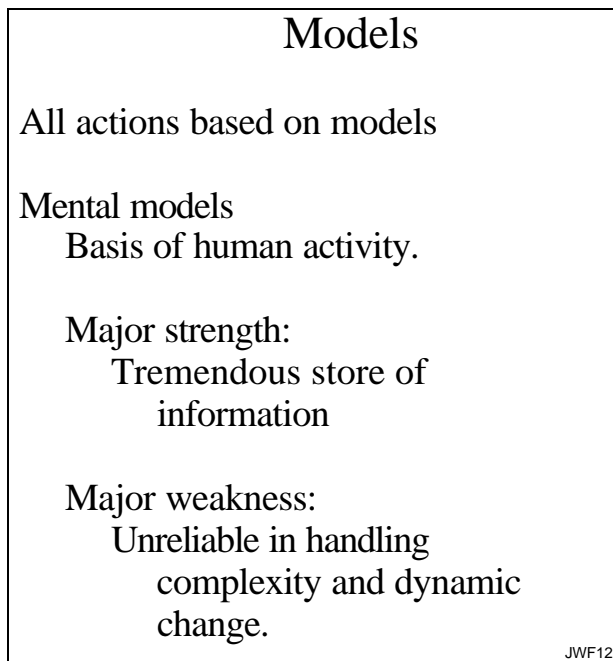 Models
All actions based on models
Mental models
Basis of human activity.
Major strength:
Tremendous store of
information
Major weakness:
Unreliable in handling
complexity and dynamic
change.
JWF12